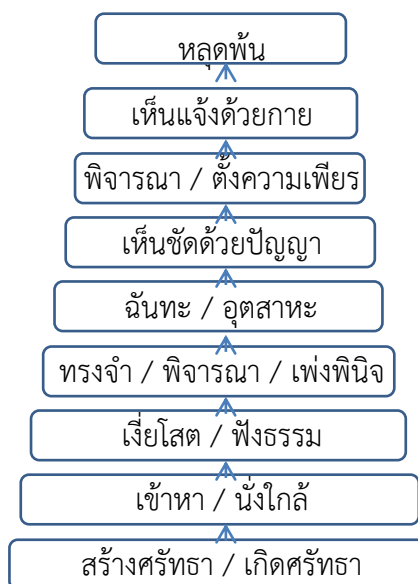 หลุดพ้น
เห็นแจ้งด้วยกาย
พิจารณา / ตั้งความเพียร
เห็นชัดด้วยปัญญา
ฉันทะ / อุตสาหะ
ทรงจำ / พิจารณา / เพ่งพินิจ
เงี่ยโสต / ฟังธรรม
เข้าหา / นั่งใกล้
สร้างศรัทธา / เกิดศรัทธา